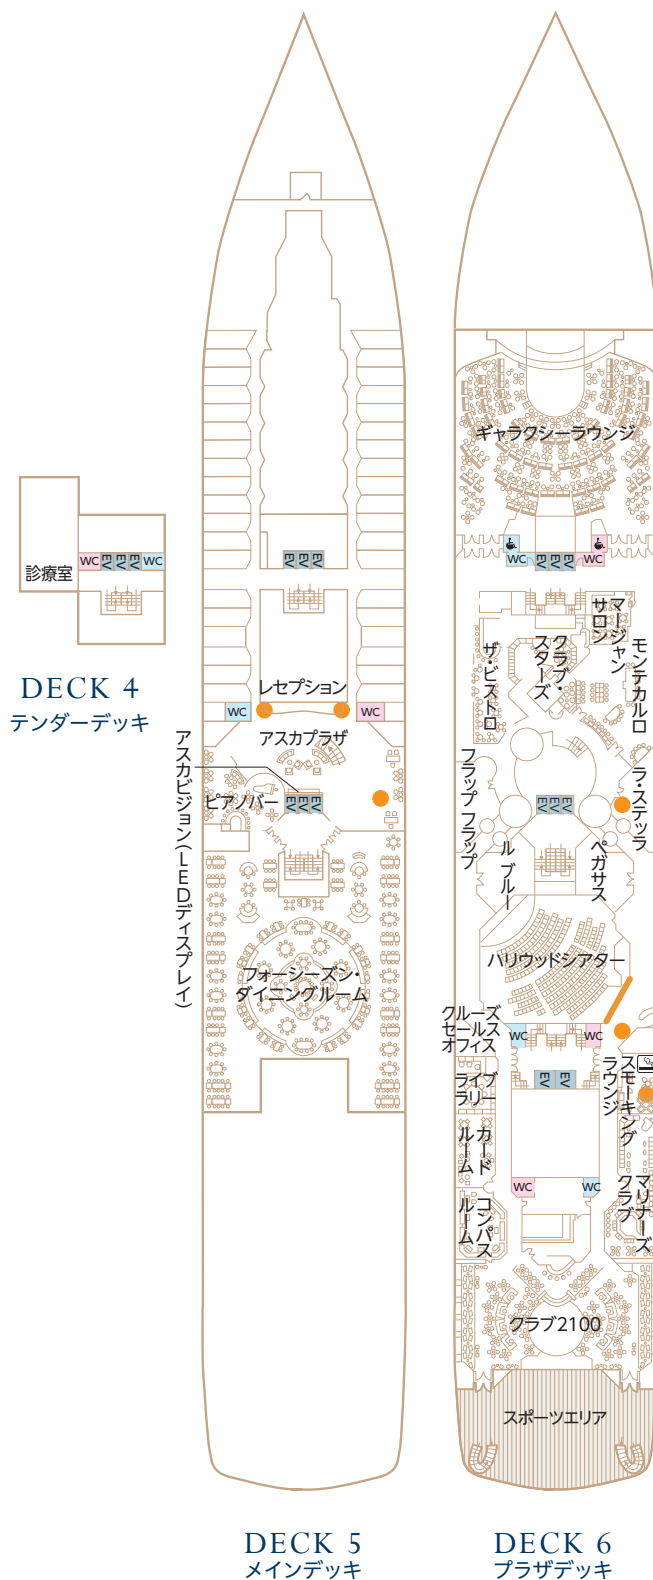 診療室
WC
EV
EV
EV
WC
DECK 4
テンダーデッキ
EV
EV
EV
レセプション
WC
WC
アスカプラザ
アスカビジョン(LEDディスプレイ)
ピアノバー
EV
EV
EV
フォーシーズン・
ダイニングルーム
DECK 5
メインデッキ
ギャラクシーラウンジ
WC
EV
EV
EV
WC
マージャン
サロン
クラブ・
スターズ
ザ・ビストロ
モンテカルロ
フラップ フラップ
EV
EV
EV
ラ・ステッラ
ル ブルー
ペガサス
ハリウッドシアター
クルーズ
セールス
オフィス
WC
WC
EV
EV
スモーキング
ラウンジ
ライブ
ラリー
カード
ルーム
WC
WC
マリナーズ
クラブ
コンパス
ルーム
クラブ2100
スポーツエリア
DECK 6
プラザデッキ